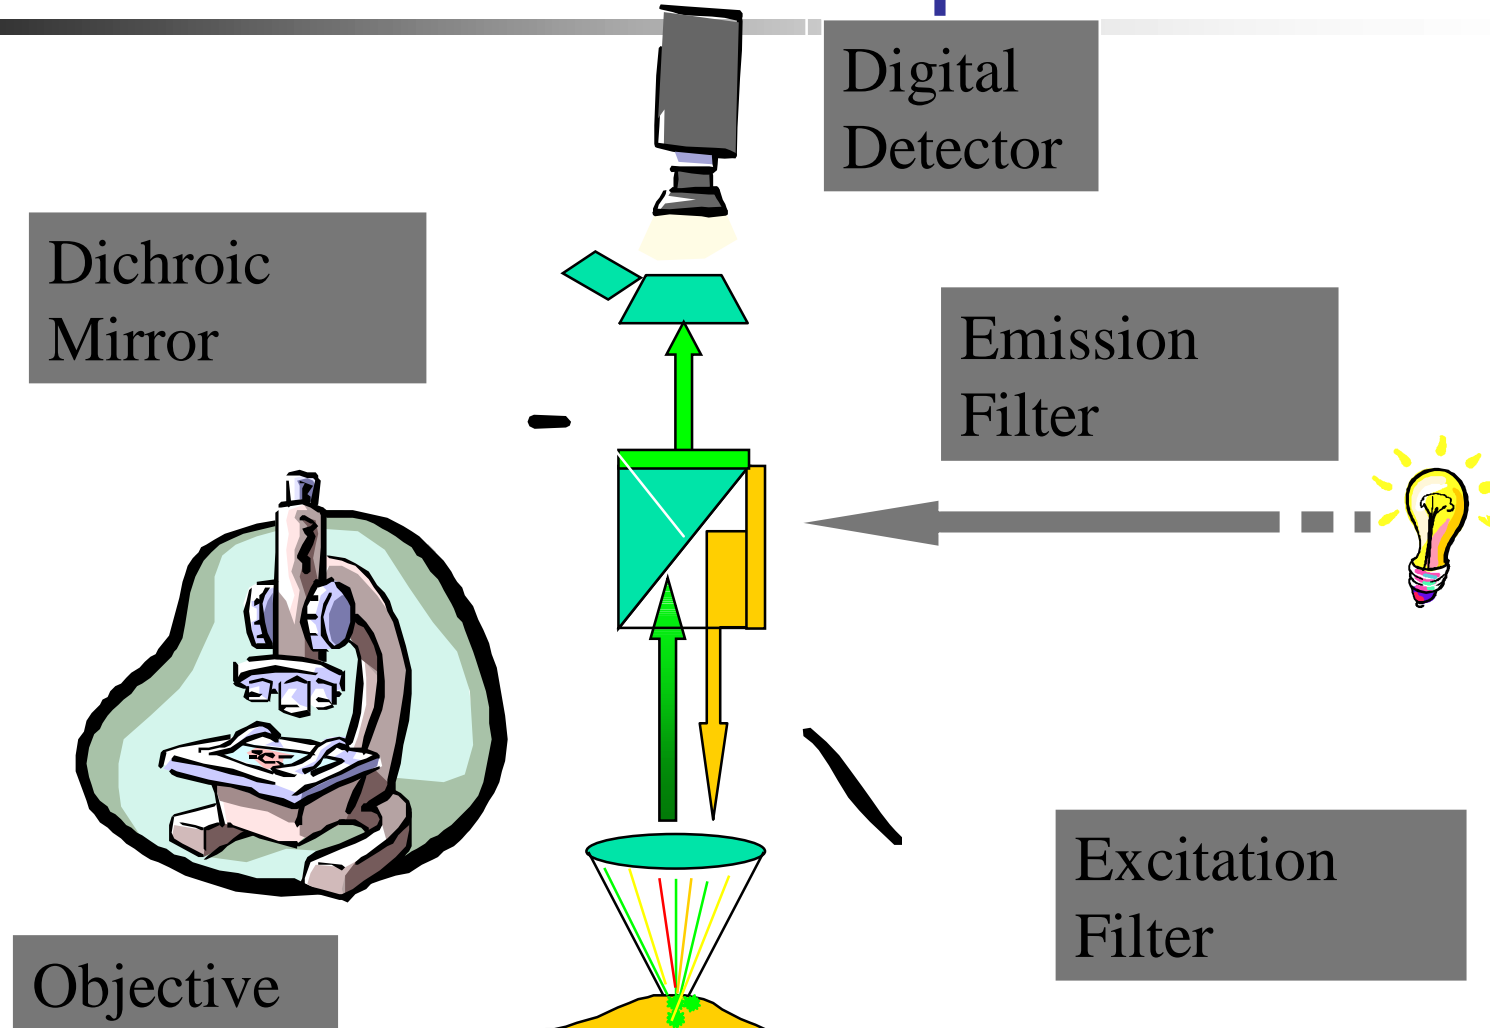 Digital
Detector
Dichroic
Mirror
Emission
Filter
Excitation
Filter
Objective